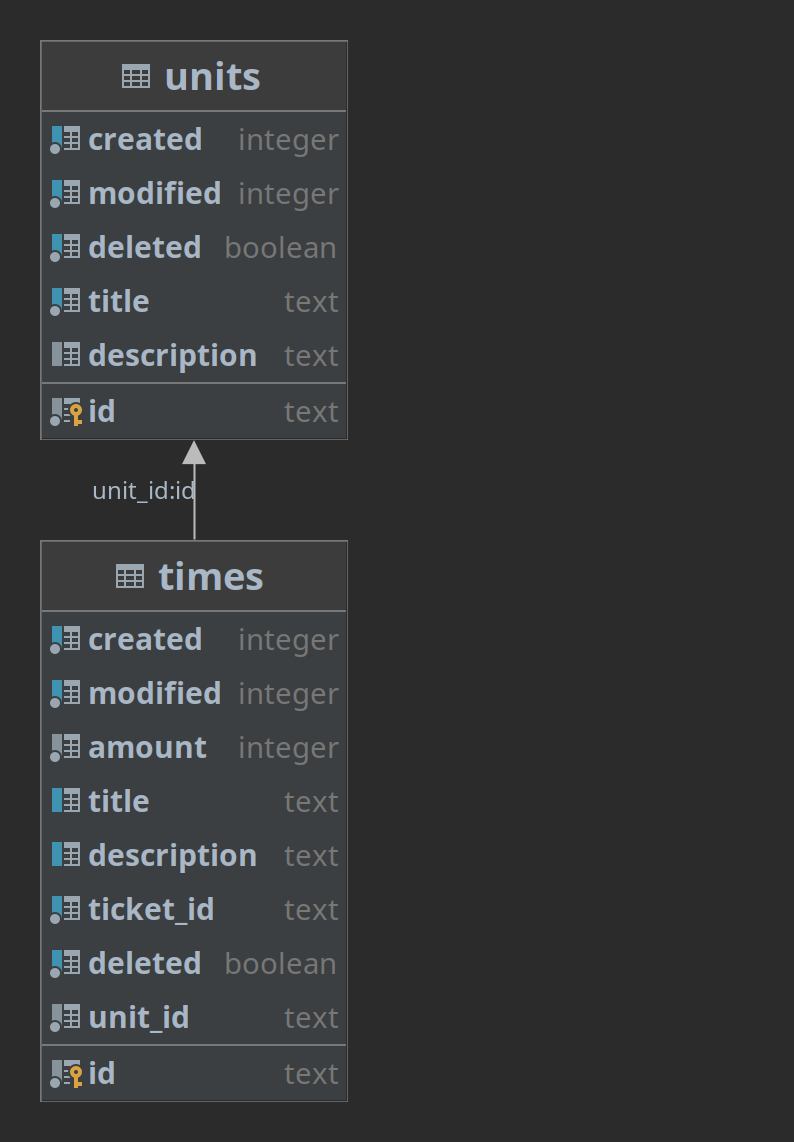 units
created integer
modified integer
deleted boolean
title text
description text
id text
unit_id:id
times
created integer
modified integer
amount integer
title text
description text
ticket_id text
deleted boolean
unit_id text
id text